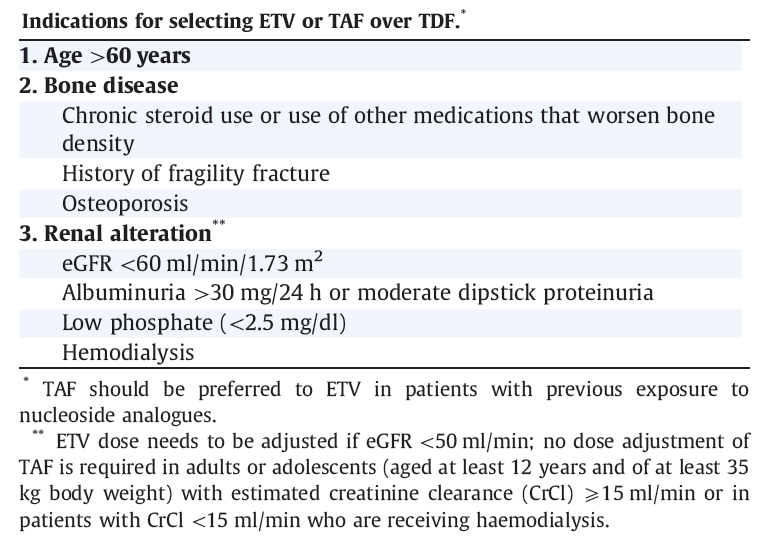 Indications for selecting ETV or TAF over TDF.*
1. Age >60 years
2. Bone disease
Chronic steroid use or use of other medications that worsen bone
density
History of fragility fracture
Osteoporosis
3. Renal alteration**
eGFR <60 ml/min/1.73 m²
Albuminuria >30 mg/24 h or moderate dipstick proteinuria
Low phosphate (<2.5 mg/dl)
Hemodialysis
* TAF should be preferred to ETV in patients with previous exposure to
nucleoside analogues.
** ETV dose needs to be adjusted if eGFR <50 ml/min; no dose adjustment of
TAF is required in adults or adolescents (aged at least 12 years and of at least 35
kg body weight) with estimated creatinine clearance (CrCl) ⩾15 ml/min or in
patients with CrCl <15 ml/min who are receiving haemodialysis.